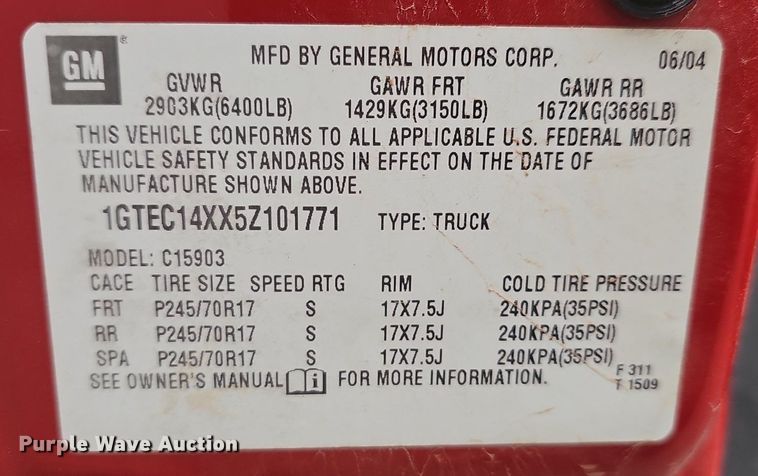 GM ® MFD BY GENERAL MOTORS CORP. 06/04
GVWR GAWR FRT GAWR RR
2903KG(6400LB) 1429KG(3150LB) 1672KG(3686LB)
THIS VEHICLE CONFORMS TO ALL APPLICABLE U.S. FEDERAL MOTOR
VEHICLE SAFETY STANDARDS IN EFFECT ON THE DATE OF
MANUFACTURE SHOWN ABOVE.
1GTEC14XX5Z101771 TYPE: TRUCK
MODEL: C15903
CACE TIRE SIZE SPEED RTG RIM COLD TIRE PRESSURE
FRT P245/70R17 S 17X7.5J 240KPA(35PSI)
RR P245/70R17 S 17X7.5J 240KPA(35PSI)
SPA P245/70R17 S 17X7.5J 240KPA(35PSI)
SEE OWNER'S MANUAL i FOR MORE INFORMATION. F 311
T 1509
Purple Wave Auction